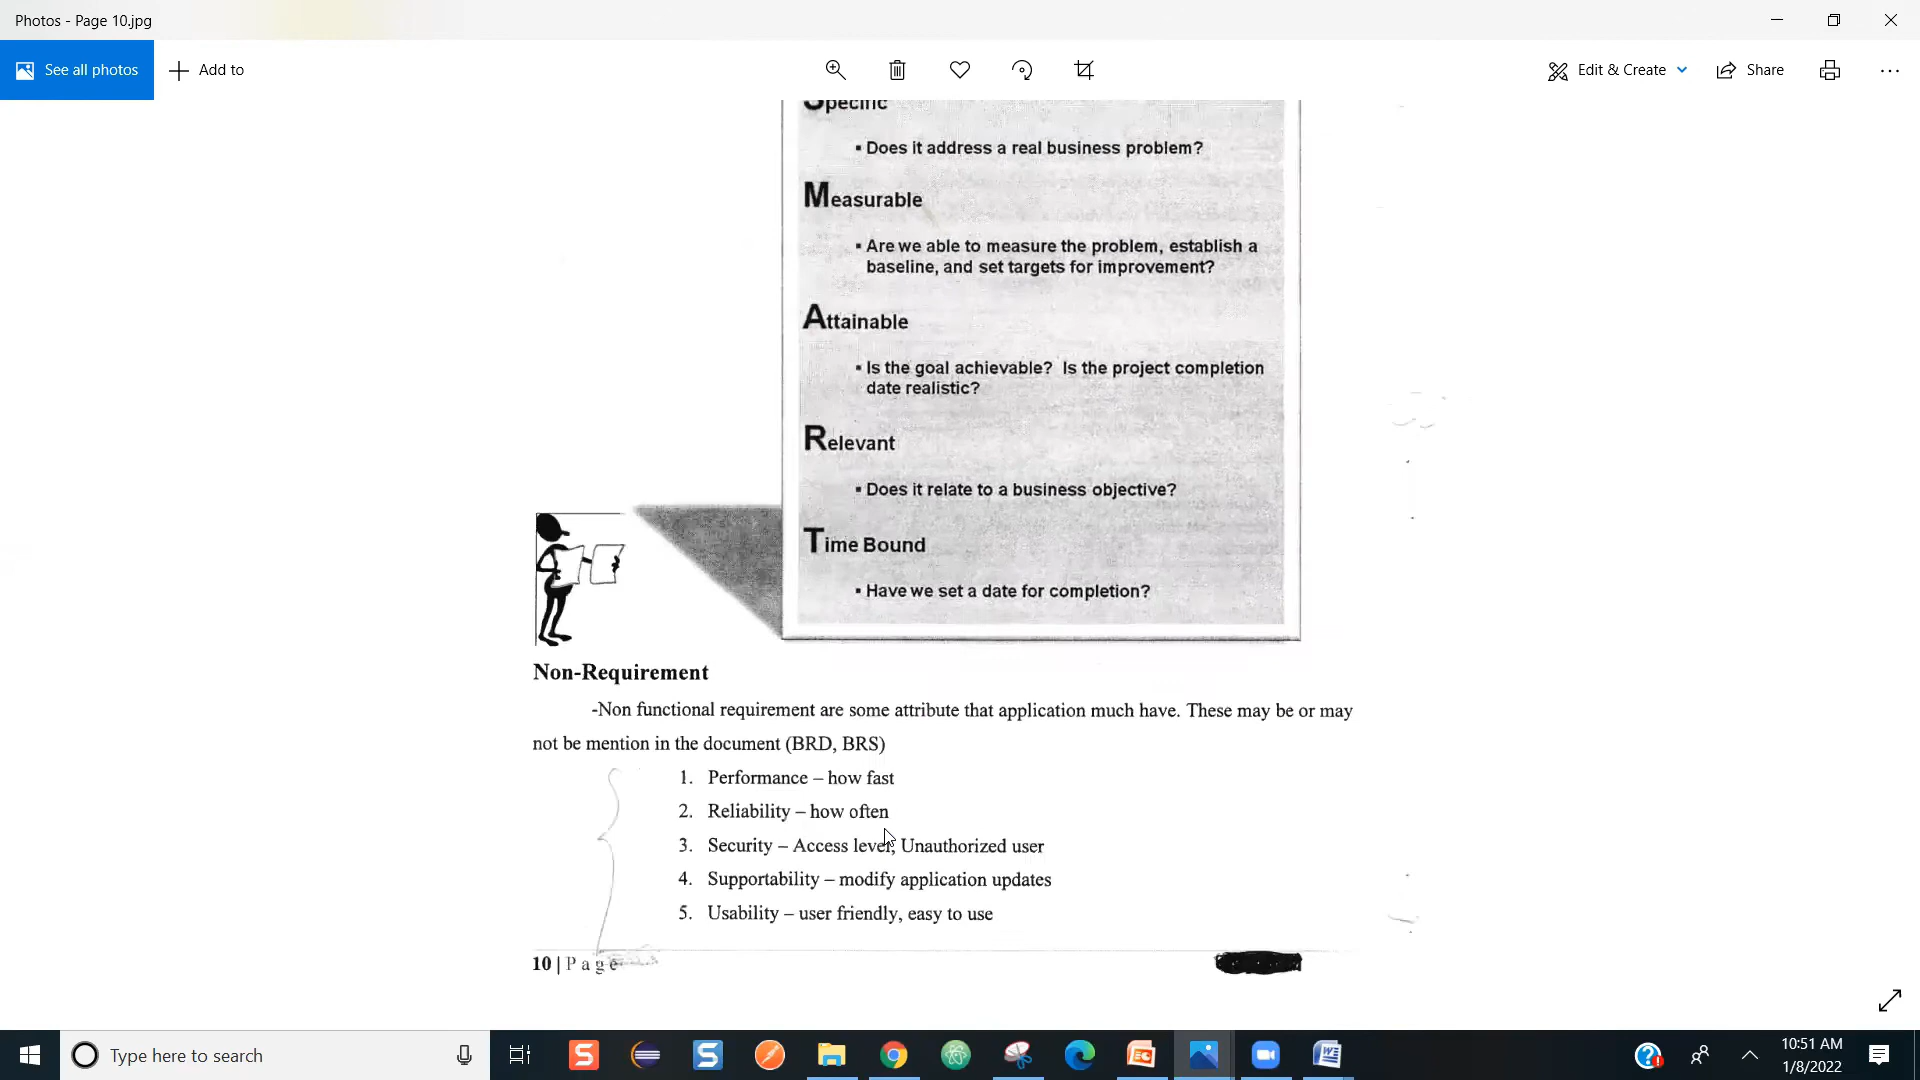 Photos - Page 10.jpg
See all photos
Add to
Edit & Create
Share
Specific
▪ Does it address a real business problem?
Measurable
▪ Are we able to measure the problem, establish a
baseline, and set targets for improvement?
Attainable
▪ Is the goal achievable? Is the project completion
date realistic?
Relevant
▪ Does it relate to a business objective?
Time Bound
▪ Have we set a date for completion?
Non-Requirement
-Non functional requirement are some attribute that application much have. These may be or may
not be mention in the document (BRD, BRS)
1. Performance – how fast
2. Reliability – how often
3. Security – Access level, Unauthorized user
4. Supportability – modify application updates
5. Usability – user friendly, easy to use
10 | Page
Type here to search
10:51 AM
1/8/2022